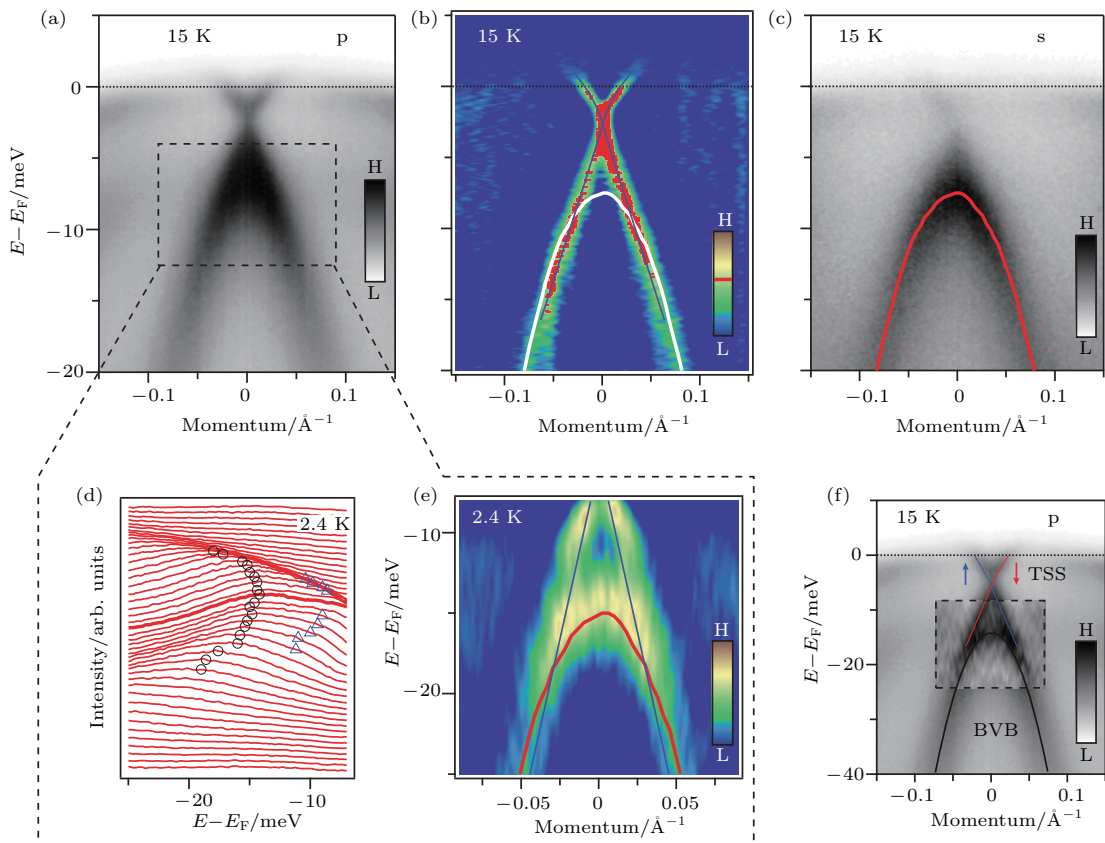 (a)
15 K
p
0
−10
−20
E−E_F/meV
H
L
−0.1
0
0.1
Momentum/Å⁻¹
(b)
15 K
H
L
−0.1
0
0.1
Momentum/Å⁻¹
(c)
15 K
s
H
L
−0.1
0
0.1
Momentum/Å⁻¹
(d)
2.4 K
Intensity/arb. units
−20
−10
E−E_F/meV
(e)
2.4 K
−10
−20
E−E_F/meV
H
L
−0.05
0
0.05
Momentum/Å⁻¹
(f)
15 K
p
0
−20
−40
E−E_F/meV
TSS
BVB
H
L
−0.1
0
0.1
Momentum/Å⁻¹